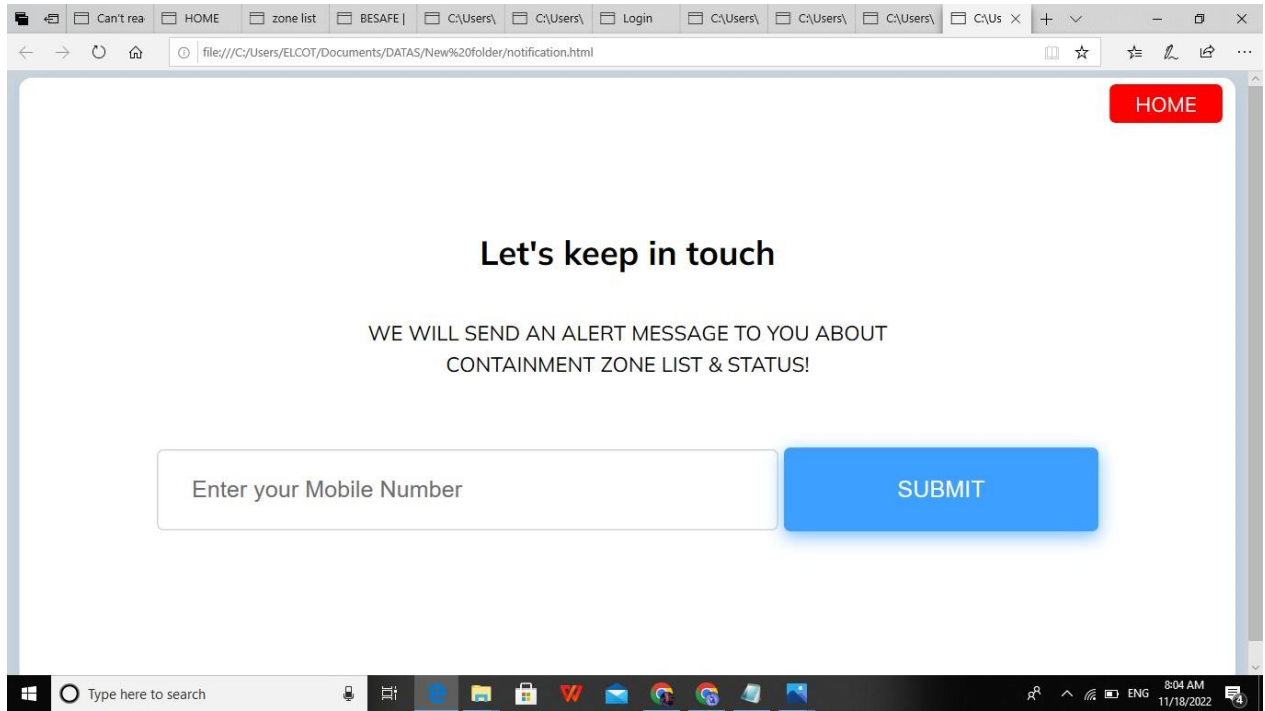 Can't rea
HOME
zone list
BESAFE |
C:\Users\
C:\Users\
Login
C:\Users\
C:\Users\
C:\Users\
C:\Us
file:///C:/Users/ELCOT/Documents/DATAS/New%20folder/notification.html
HOME
Let's keep in touch
WE WILL SEND AN ALERT MESSAGE TO YOU ABOUT
CONTAINMENT ZONE LIST & STATUS!
Enter your Mobile Number
SUBMIT
Type here to search
ENG
8:04 AM
11/18/2022
4